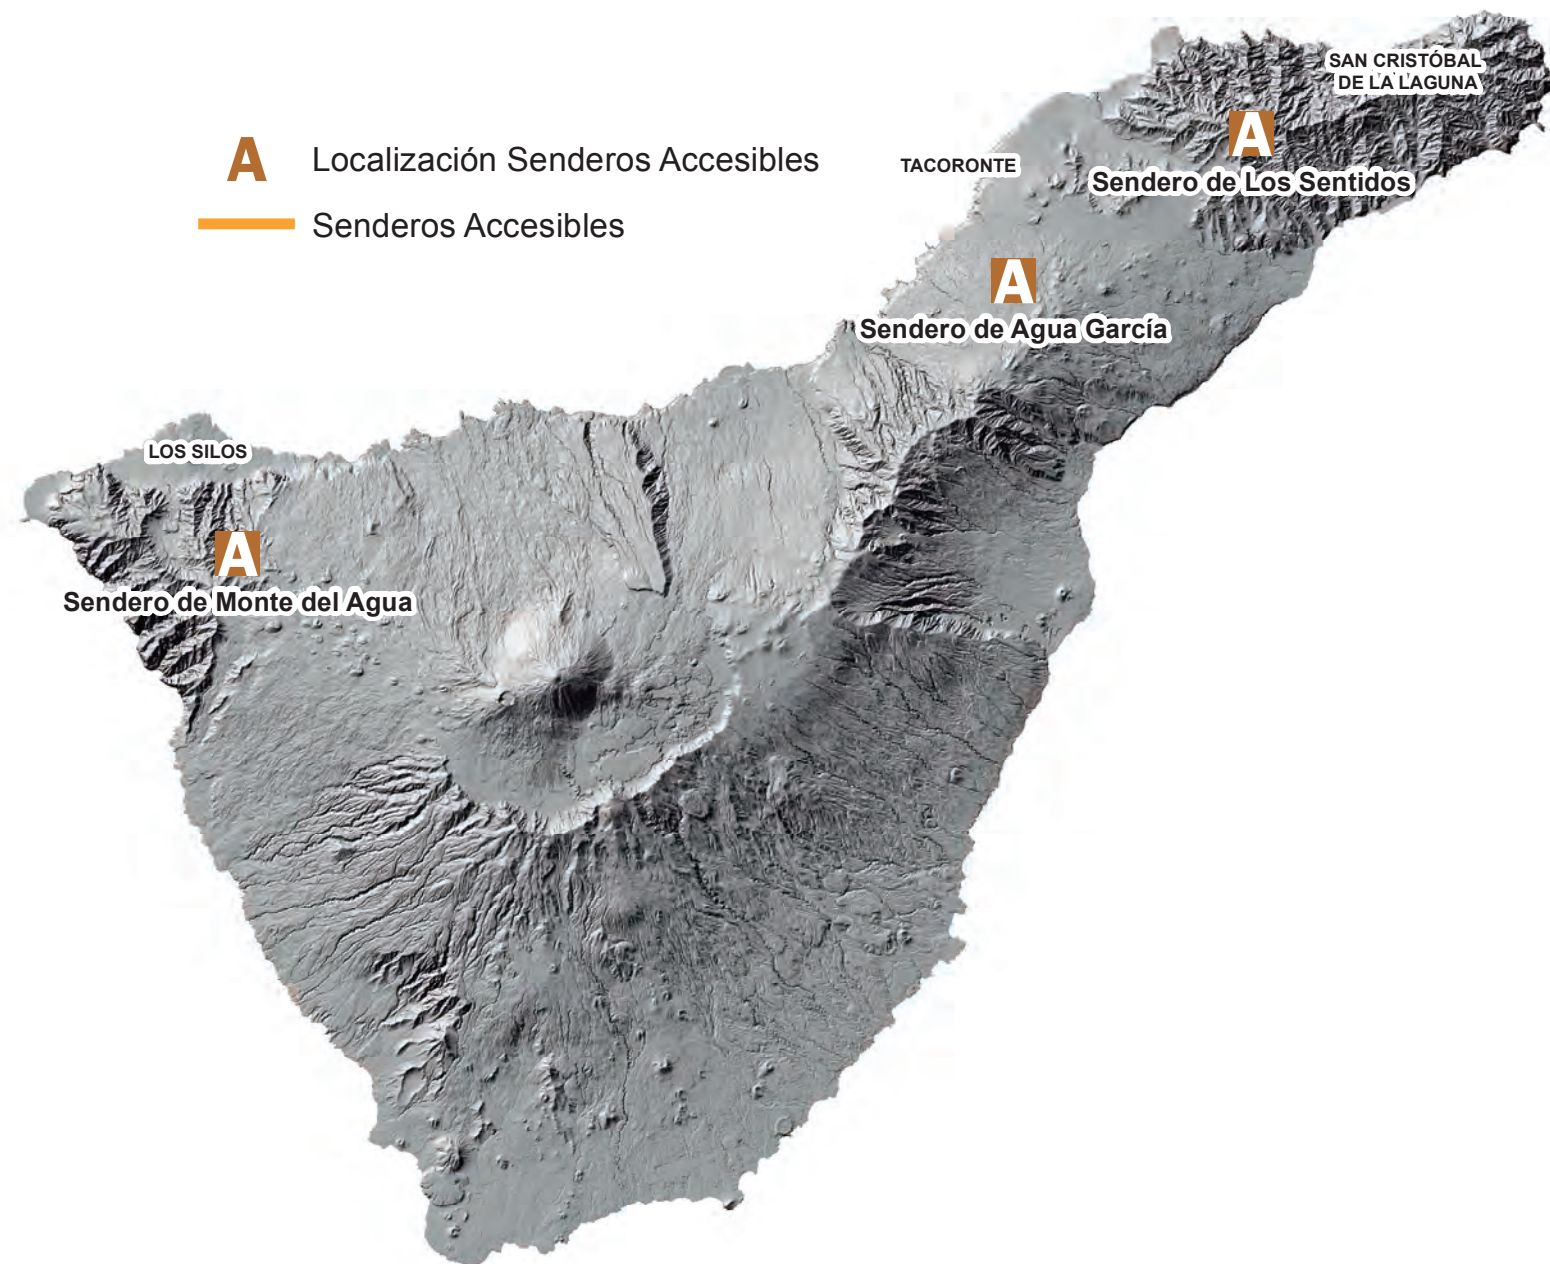 SAN CRISTÓBAL
DE LA LAGUNA
A
A Localización Senderos Accesibles
TACORONTE
Sendero de Los Sentidos
Senderos Accesibles
A
Sendero de Agua García
LOS SILOS
A
Sendero de Monte del Agua